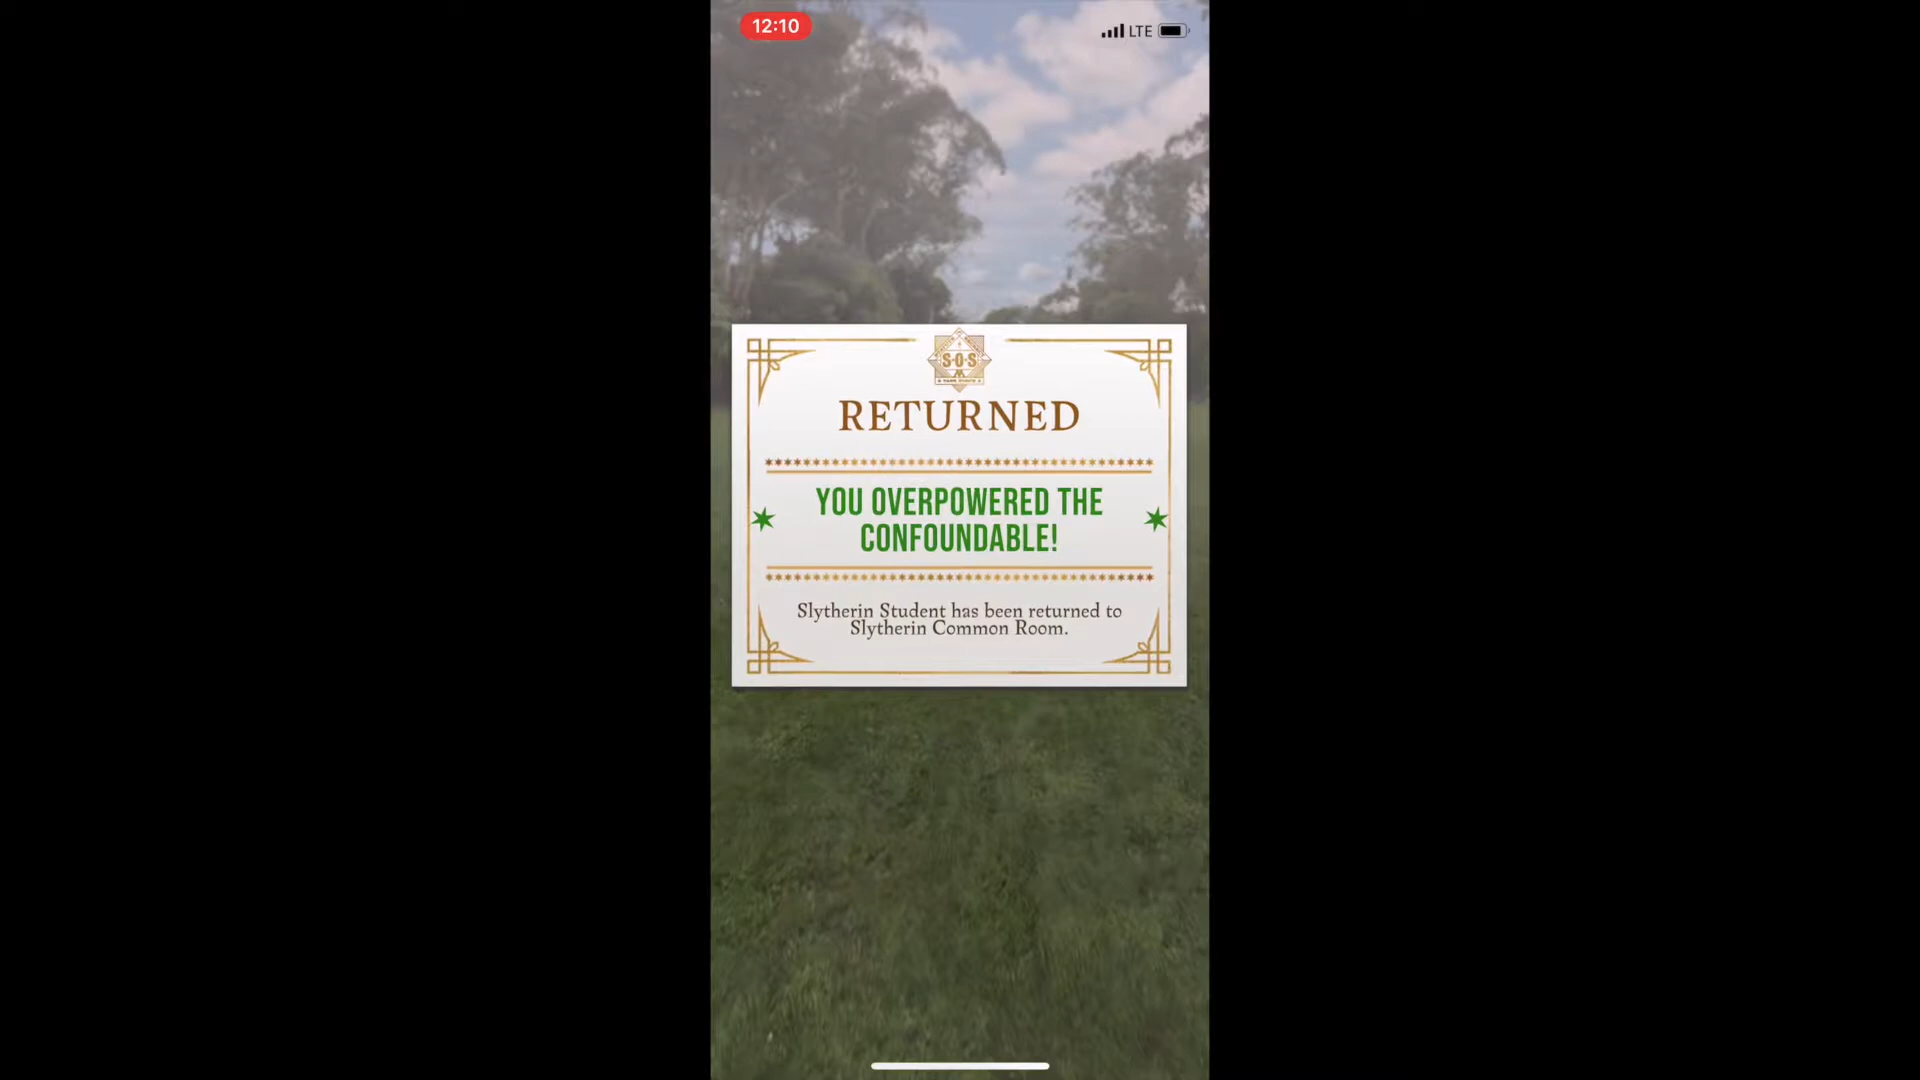 12:10
LTE
S·O·S
RETURNED
YOU OVERPOWERED THE
CONFOUNDABLE!
Slytherin Student has been returned to
Slytherin Common Room.